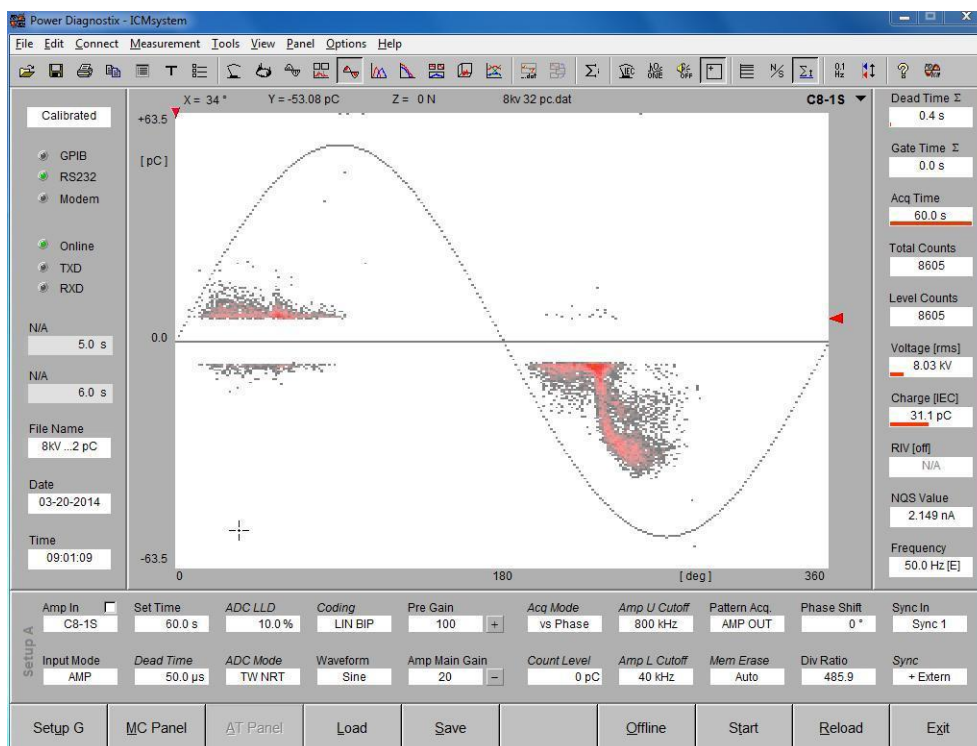 Power Diagnostix - ICMsystem
File Edit Connect Measurement Tools View Panel Options Help
X = 34 ° Y = -53.08 pC Z = 0 N 8kv 32 pc.dat C8-1S
Calibrated
GPIB
RS232
Modem
Online
TXD
RXD
N/A
5.0 s
N/A
6.0 s
File Name
8kV ...2 pC
Date
03-20-2014
Time
09:01:09
+63.5
[ pC ]
0.0
-63.5
0 180 [ deg ] 360
Dead Time Σ
0.4 s
Gate Time Σ
0.0 s
Acq Time
60.0 s
Total Counts
8605
Level Counts
8605
Voltage [rms]
8.03 kV
Charge [IEC]
31.1 pC
RIV [off]
N/A
NQS Value
2.149 nA
Frequency
50.0 Hz [E]
Setup A
Amp In Set Time ADC LLD Coding Pre Gain Acq Mode Amp U Cutoff Pattern Acq. Phase Shift Sync In
C8-1S 60.0 s 10.0 % LIN BIP 100 + vs Phase 800 kHz AMP OUT 0 ° Sync 1
Input Mode Dead Time ADC Mode Waveform Amp Main Gain Count Level Amp L Cutoff Mem Erase Div Ratio Sync
AMP 50.0 µs TW NRT Sine 20 − 0 pC 40 kHz Auto 485.9 + Extern
Setup G MC Panel AT Panel Load Save Offline Start Reload Exit